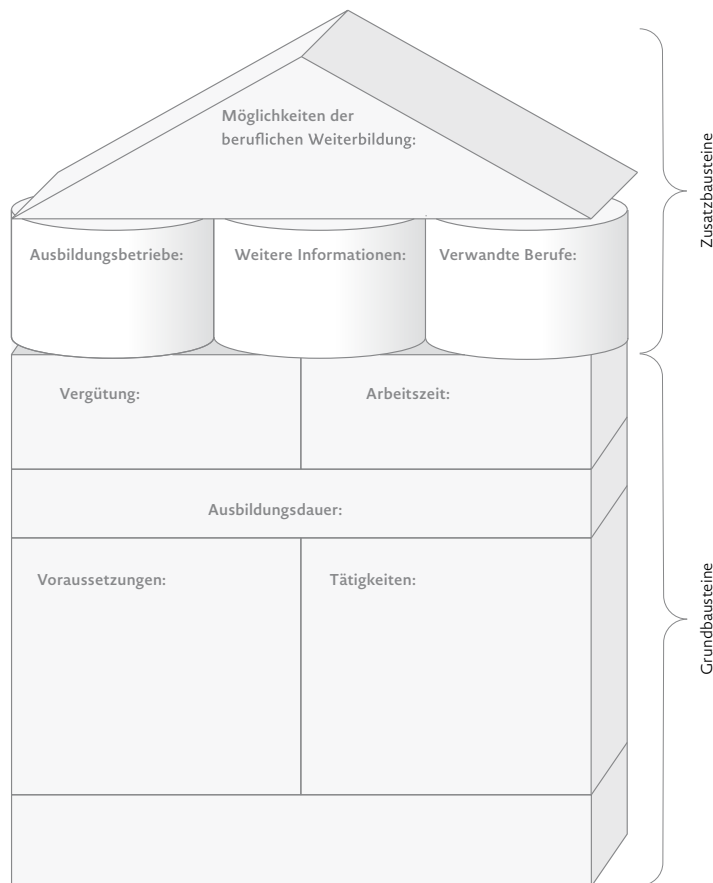 Möglichkeiten der
beruflichen Weiterbildung:
Ausbildungsbetriebe:
Weitere Informationen:
Verwandte Berufe:
Zusatzbausteine
Vergütung:
Arbeitszeit:
Ausbildungsdauer:
Voraussetzungen:
Tätigkeiten:
Grundbausteine